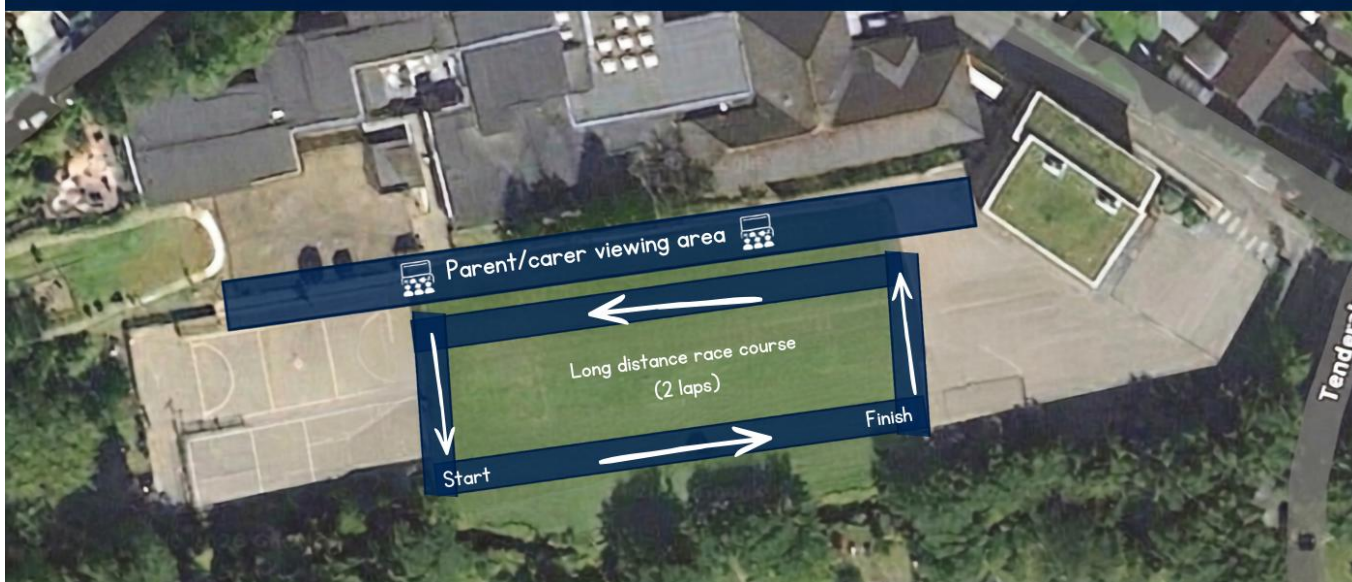 Parent/carer viewing area
Long distance race course
(2 laps)
Finish
Start